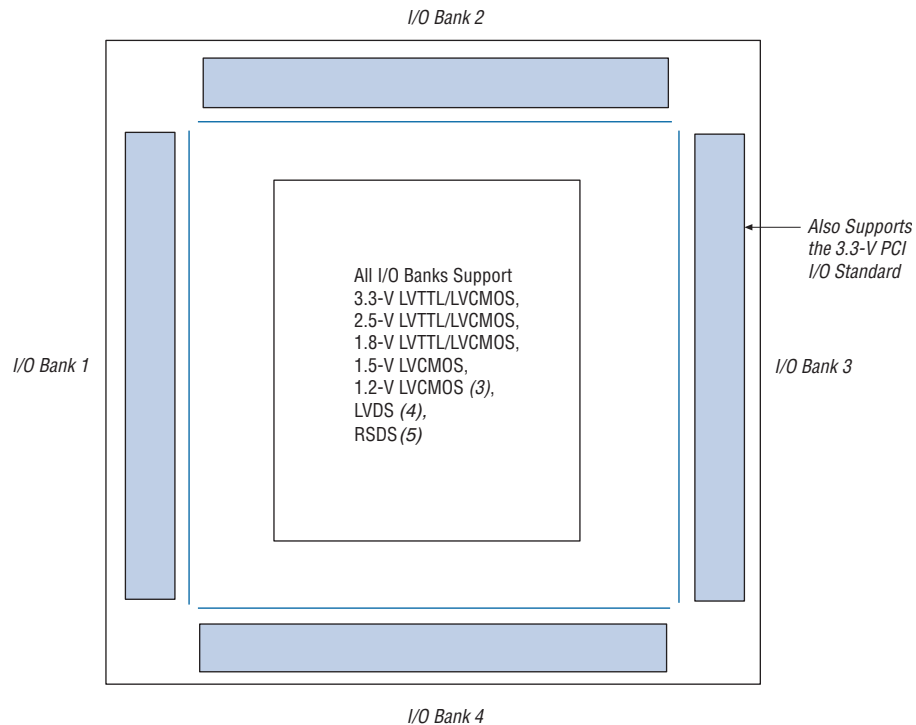 I/O Bank 2
Also Supports
the 3.3-V PCI
I/O Standard
All I/O Banks Support
3.3-V LVTTL/LVCMOS,
2.5-V LVTTL/LVCMOS,
1.8-V LVTTL/LVCMOS,
1.5-V LVCMOS,
1.2-V LVCMOS (3),
LVDS (4),
RSDS (5)
I/O Bank 1
I/O Bank 3
I/O Bank 4